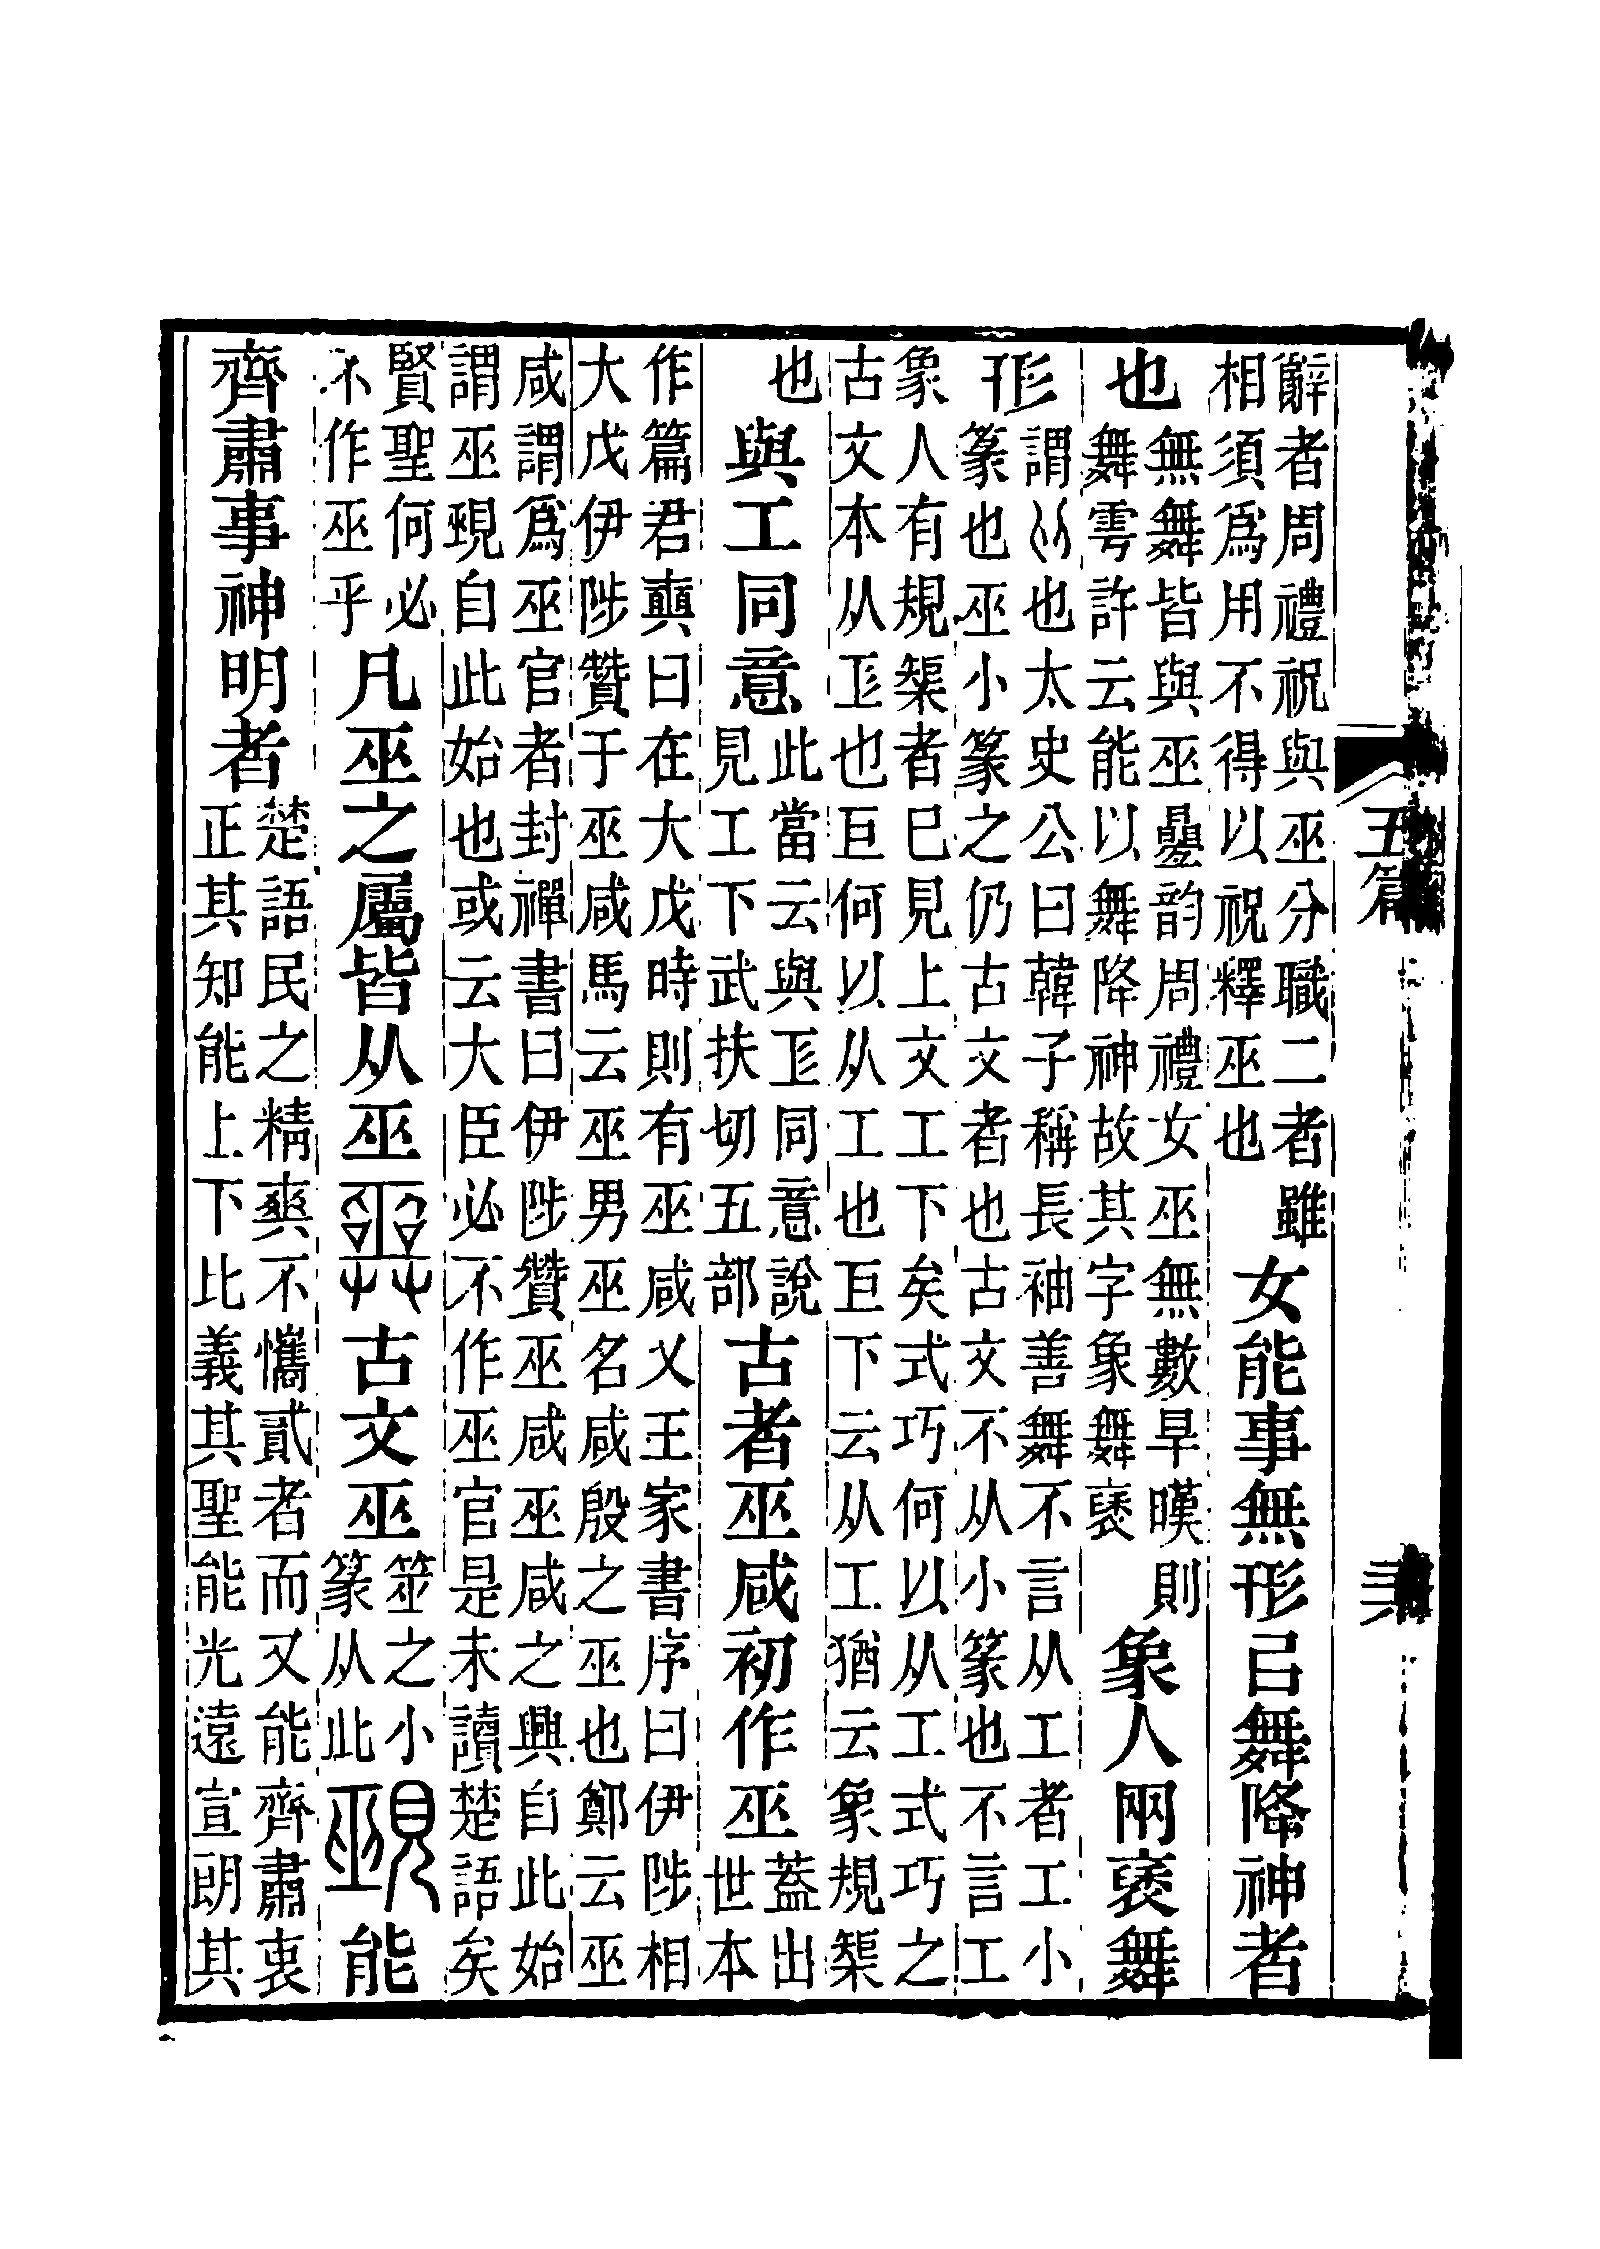 五篇
辭者周禮祝與巫分職二者雖
相須爲用不得以祝釋巫也
女能事無形㠯舞降神者
也
無舞皆與巫疊韵周禮女巫無數旱暵則
舞雩許云能以舞降神故其字象舞褎
象人㒳褎舞
形
謂𠈌也太史公曰韓子稱長袖善舞不言从工者工小
篆也巫小篆之仍古文者也古文不从小篆也不言工
象人有規榘者巳見上文工下矣式巧何以从工式巧之
古文本从𢒄也巨何以从工也巨下云从工猶云象規榘
也
與工同意
此當云與𢒄同意說
見工下武扶切五部
古者巫咸初作巫
蓋出
世本
作篇君奭曰在大戊時則有巫咸乂王家書序曰伊陟相
大戊伊陟贊于巫咸馬云巫男巫名咸殷之巫也鄭云巫
咸謂爲巫官者封禪書曰伊陟贊巫咸巫咸之興自此始
謂巫覡自此始也或云大臣必不作巫官是未讀楚語矣
賢聖何必
不作巫乎
凡巫之屬皆从巫𢍮古文巫
筮之小
篆从此
覡能
齊肅事神明者
楚語民之精爽不懏貳者而又能齊肅衷
正其知能上下比義其聖能光遠宣朗其